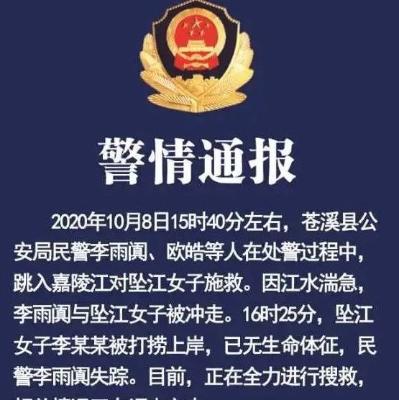 警情通报
2020年10月8日15时40分左右，苍溪县公
安局民警李雨阗、欧皓等人在处警过程中，
跳入嘉陵江对坠江女子施救。因江水湍急，
李雨阗与坠江女子被冲走。16时25分，坠江
女子李某某被打捞上岸，已无生命体征，民
警李雨阗失踪。目前，正在全力进行搜救，